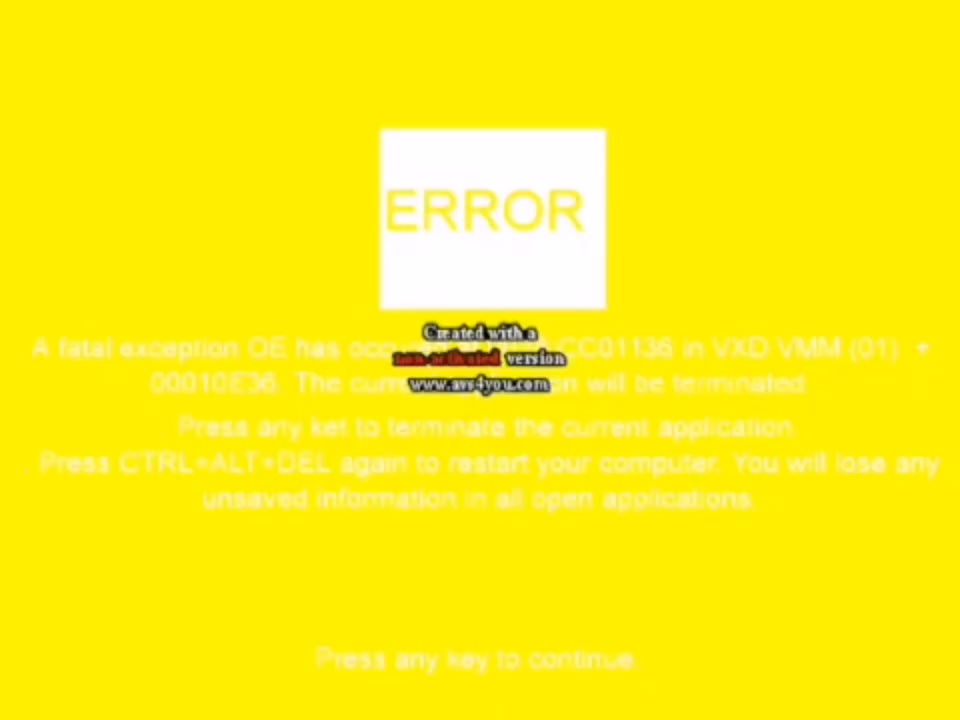 ERROR
Created with a
non-activated version
www.avs4you.com
A fatal exception OE has occ CC01136 in VXD VMM (01) +
00010E36. The curr n will be terminated.
Press any ket to terminate the current application.
. Press CTRL+ALT+DEL again to restart your computer. You will lose any
unsaved information in all open applications.
Press any key to continue.